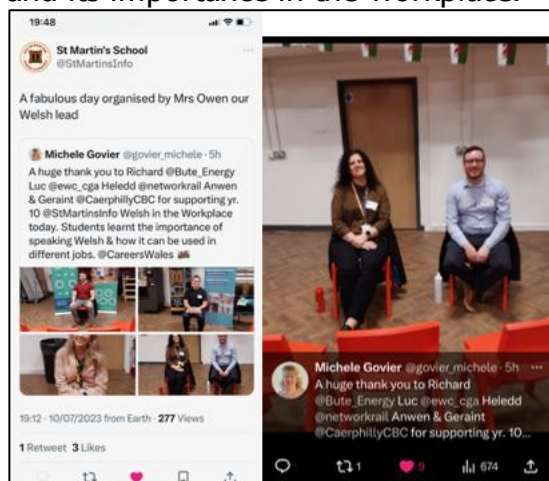 and its importance in the workplace.
19:48
St Martin's School
@StMartinsInfo
A fabulous day organised by Mrs Owen our
Welsh lead
Michele Govier @govier_michele · 5h
A huge thank you to Richard @Bute_Energy
Luc @ewc_cga Heledd @networkrail Anwen
& Geraint @CaerphillyCBC for supporting yr.
10 @StMartinsInfo Welsh in the Workplace
today. Students learnt the importance of
speaking Welsh & how it can be used in
different jobs. @CareersWales
19:12 · 10/07/2023 from Earth · 277 Views
1 Retweet 3 Likes
Michele Govier @govier_michele · 5h
A huge thank you to Richard
@Bute_Energy Luc @ewc_cga Heledd
@networkrail Anwen & Geraint
@CaerphillyCBC for supporting yr. 10...
1 9 674